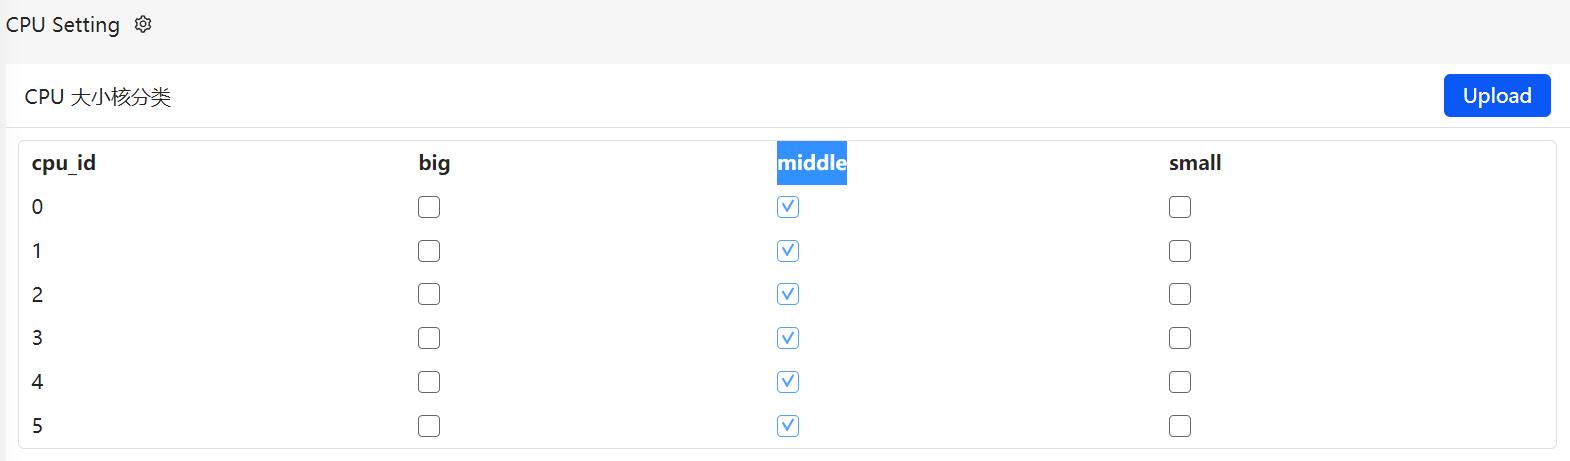 CPU Setting
CPU 大小核分类
Upload
cpu_id big middle small
0
1
2
3
4
5